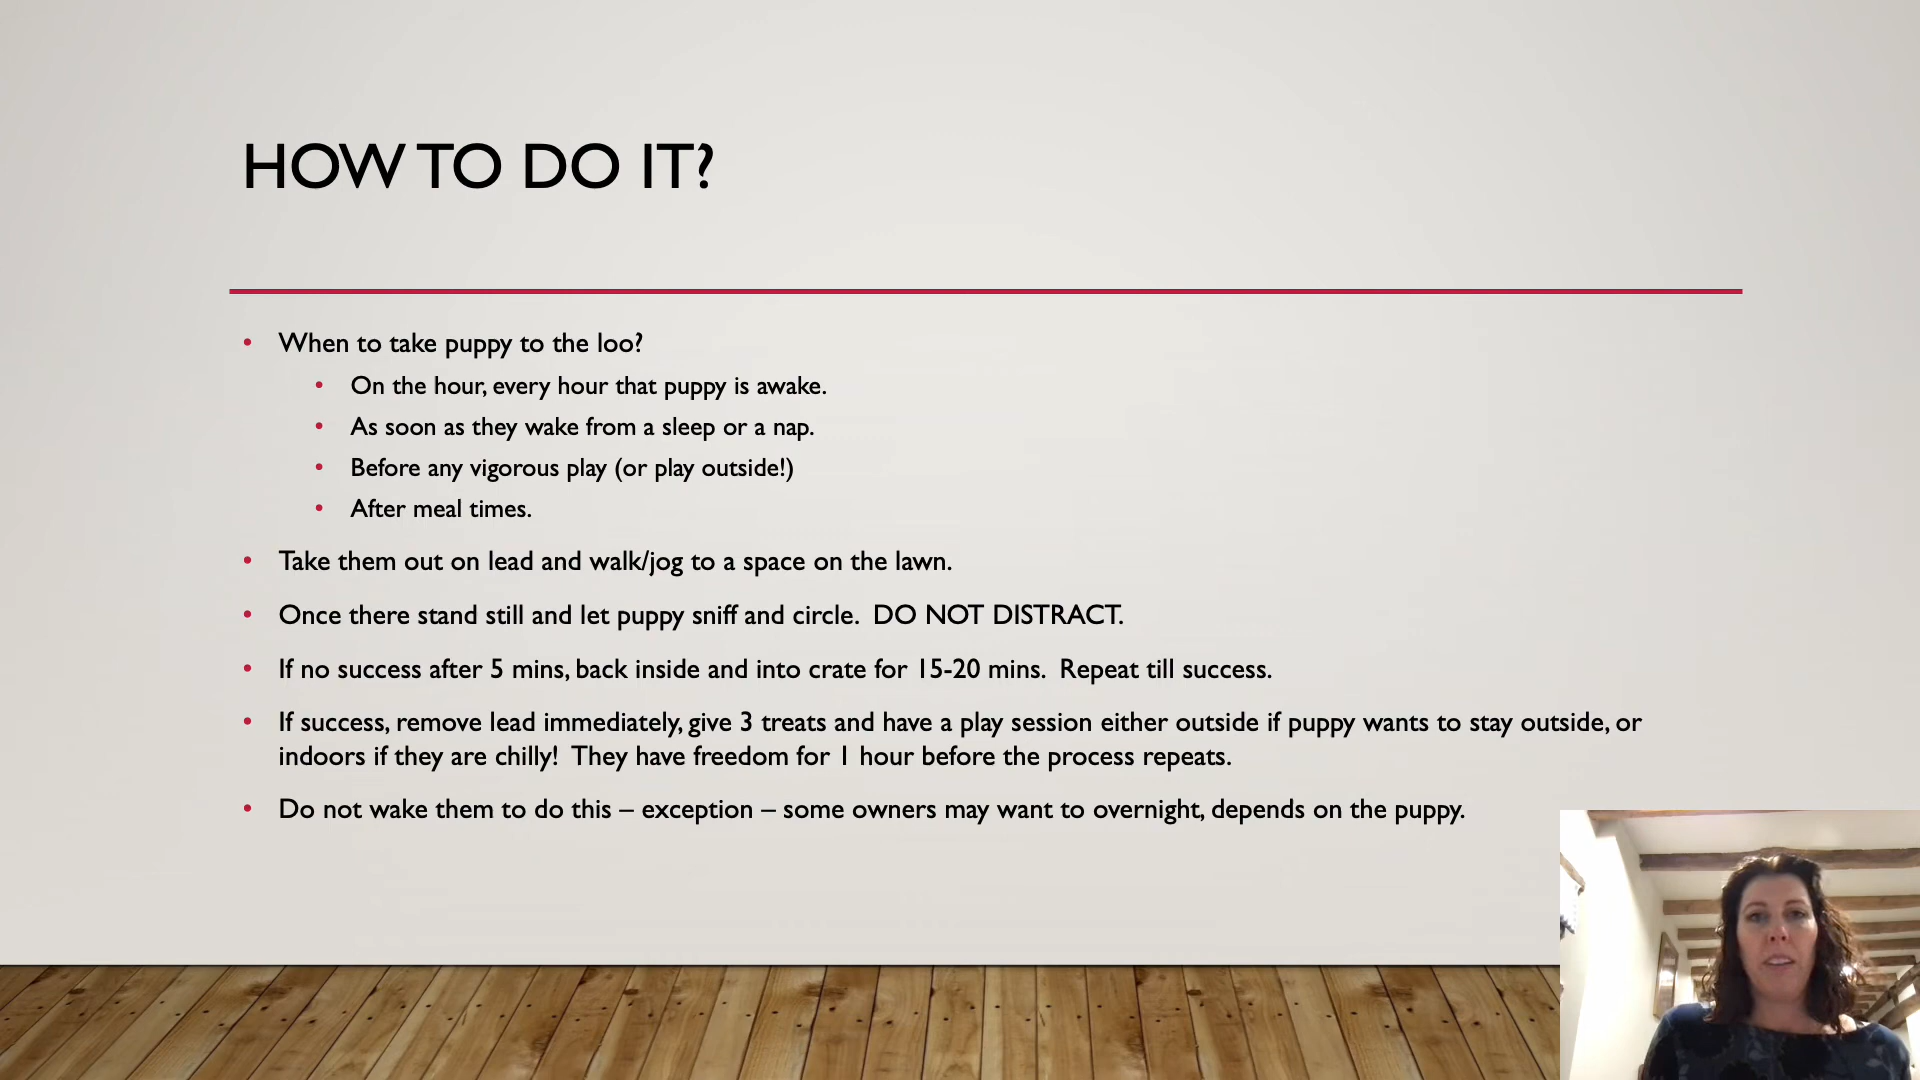 HOW TO DO IT?
• When to take puppy to the loo?
• On the hour, every hour that puppy is awake.
• As soon as they wake from a sleep or a nap.
• Before any vigorous play (or play outside!)
• After meal times.
• Take them out on lead and walk/jog to a space on the lawn.
• Once there stand still and let puppy sniff and circle.  DO NOT DISTRACT.
• If no success after 5 mins, back inside and into crate for 15-20 mins.  Repeat till success.
• If success, remove lead immediately, give 3 treats and have a play session either outside if puppy wants to stay outside, or
indoors if they are chilly!  They have freedom for 1 hour before the process repeats.
• Do not wake them to do this – exception – some owners may want to overnight, depends on the puppy.